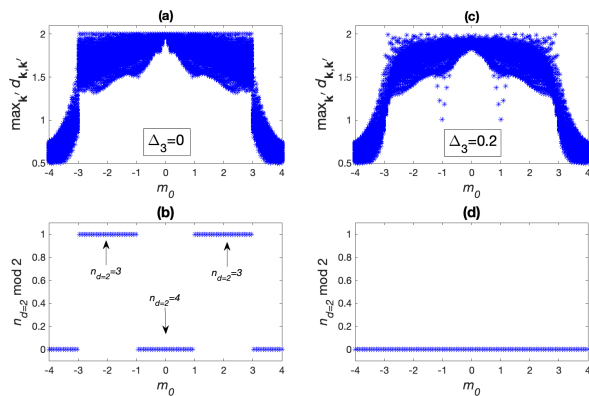 (a)
max_k′ d_k,k′
2
1.5
1
0.5
Δ_3=0
-4 -3 -2 -1 0 1 2 3 4
m_0
(c)
max_k′ d_k,k′
2
1.5
1
0.5
Δ_3=0.2
-4 -3 -2 -1 0 1 2 3 4
m_0
(b)
n_d=2 mod 2
1
0.8
0.6
0.4
0.2
0
n_d=2=3
n_d=2=4
n_d=2=3
-4 -3 -2 -1 0 1 2 3 4
m_0
(d)
n_d=2 mod 2
1
0.8
0.6
0.4
0.2
0
-4 -3 -2 -1 0 1 2 3 4
m_0